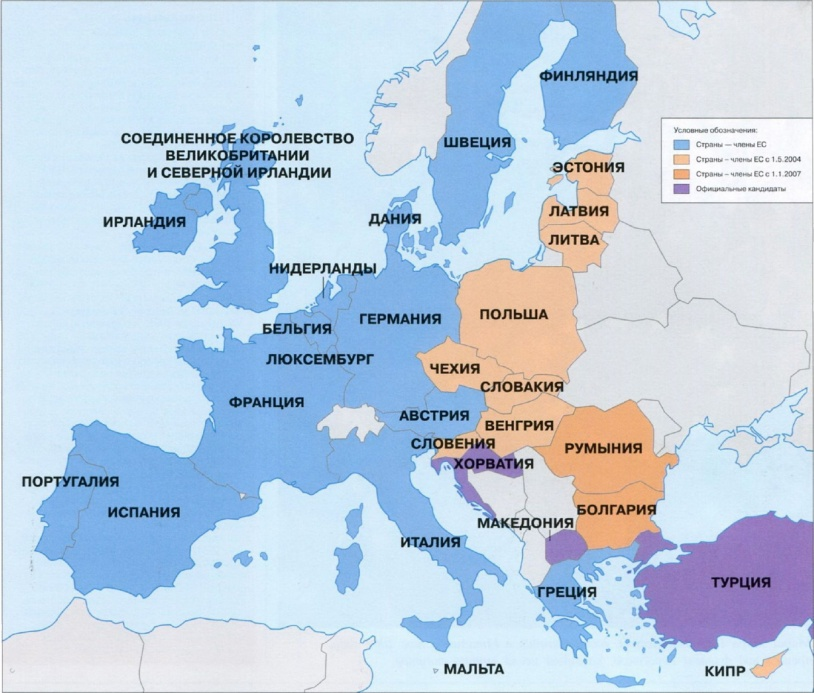 ФИНЛЯНДИЯ
Условные обозначения:
Страны — члены ЕС
Страны – члены ЕС с 1.5.2004
Страны – члены ЕС с 1.1.2007
Официальные кандидаты
СОЕДИНЕННОЕ КОРОЛЕВСТВО
ВЕЛИКОБРИТАНИИ
И СЕВЕРНОЙ ИРЛАНДИИ
ШВЕЦИЯ
ЭСТОНИЯ
ЛАТВИЯ
ИРЛАНДИЯ
ДАНИЯ
ЛИТВА
НИДЕРЛАНДЫ
ПОЛЬША
ГЕРМАНИЯ
БЕЛЬГИЯ
ЛЮКСЕМБУРГ
ЧЕХИЯ
СЛОВАКИЯ
ФРАНЦИЯ
АВСТРИЯ
ВЕНГРИЯ
СЛОВЕНИЯ
РУМЫНИЯ
ХОРВАТИЯ
ПОРТУГАЛИЯ
ИСПАНИЯ
БОЛГАРИЯ
МАКЕДОНИЯ
ИТАЛИЯ
ТУРЦИЯ
ГРЕЦИЯ
МАЛЬТА
КИПР